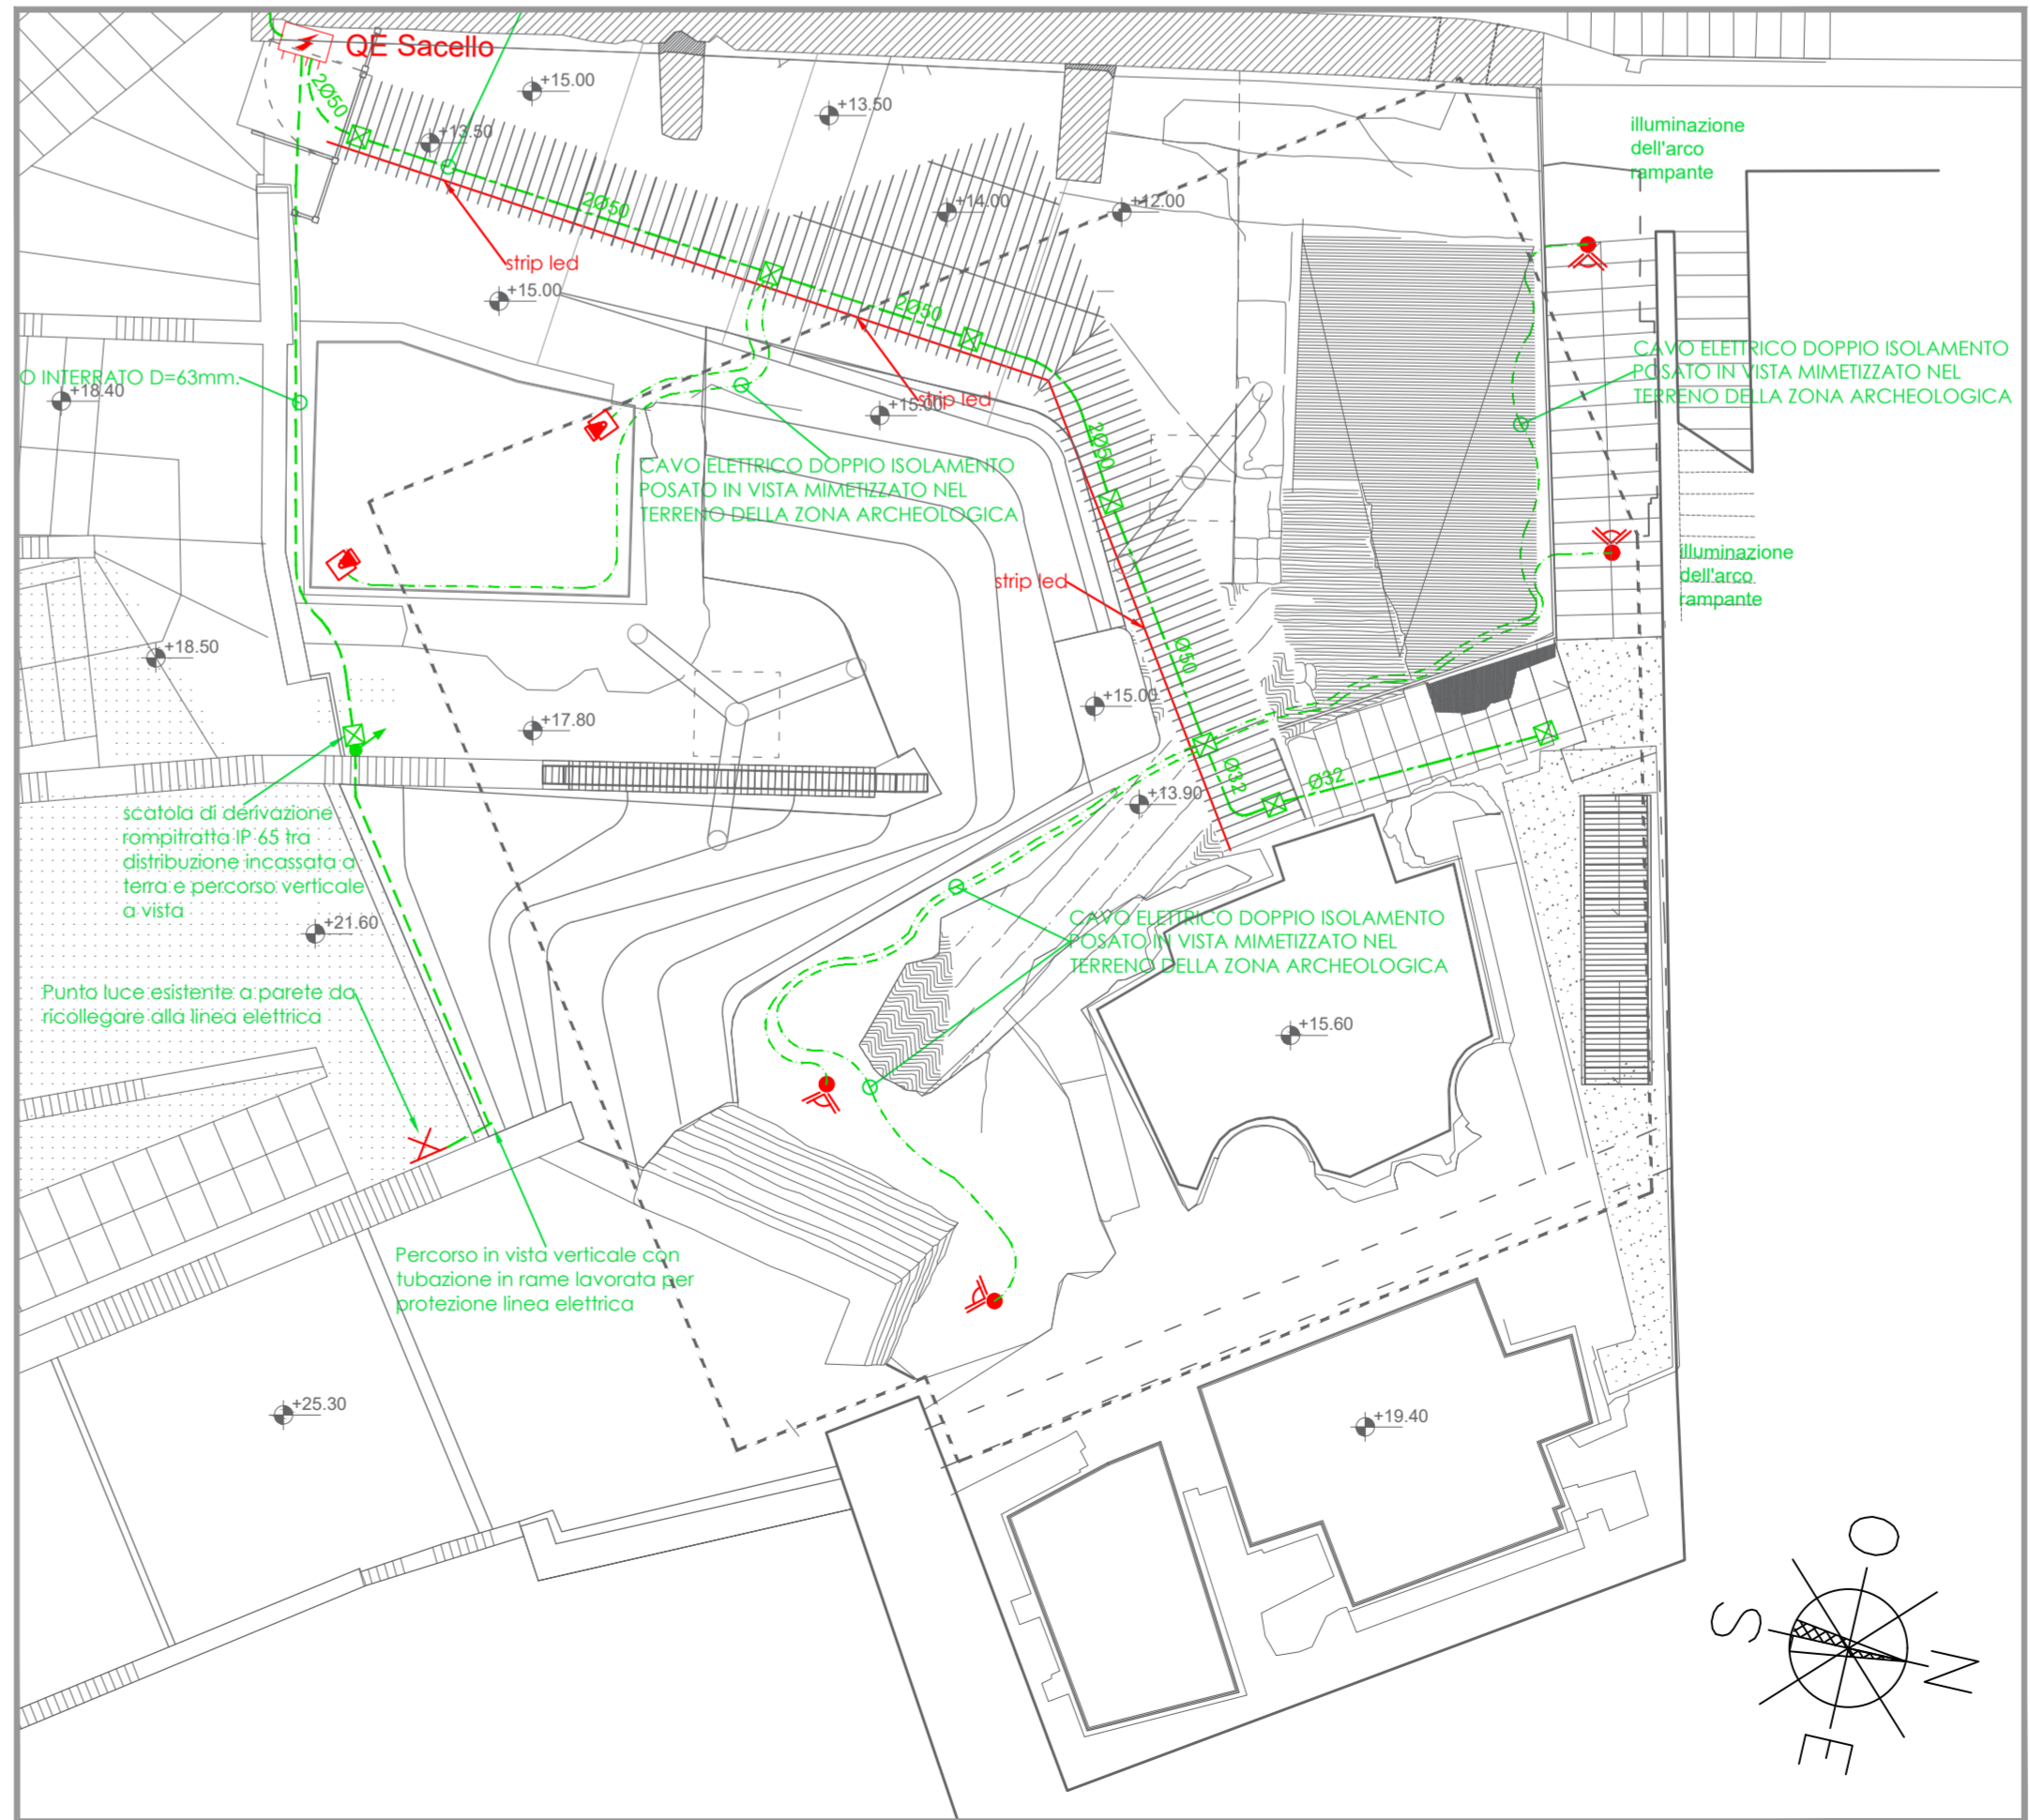 QE Sacello
2Ø50
+15.00
+13.50
+13.50
illuminazione
dell'arco
rampante
2Ø50
+14.00
+12.00
strip led
+15.00
2Ø50
CAVO ELETTRICO DOPPIO ISOLAMENTO
POSATO IN VISTA MIMETIZZATO NEL
TERRENO DELLA ZONA ARCHEOLOGICA
O INTERRATO D=63mm.
+18.40
strip led
+15.00
2Ø50
CAVO ELETTRICO DOPPIO ISOLAMENTO
POSATO IN VISTA MIMETIZZATO NEL
TERRENO DELLA ZONA ARCHEOLOGICA
illuminazione
dell'arco
rampante
strip led
+18.50
Ø50
+15.00
+17.80
Ø32
Ø32
+13.90
scatola di derivazione
rompitratta IP 65 tra
distribuzione incassata a
terra e percorso verticale
a vista
+21.60
CAVO ELETTRICO DOPPIO ISOLAMENTO
POSATO IN VISTA MIMETIZZATO NEL
TERRENO DELLA ZONA ARCHEOLOGICA
Punto luce esistente a parete da
ricollegare alla linea elettrica
+15.60
Percorso in vista verticale con
tubazione in rame lavorata per
protezione linea elettrica
+25.30
+19.40
O
S
N
E